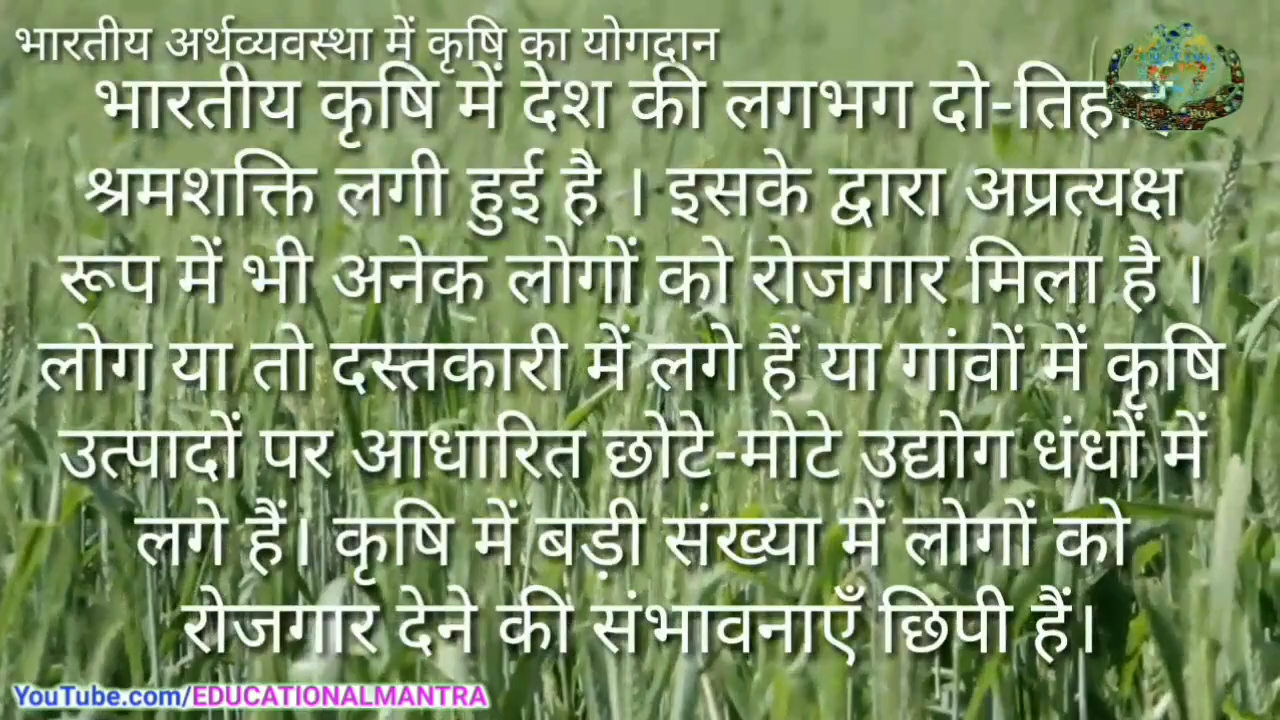 भारतीय अर्थव्यवस्था में कृषि का योगदान
भारतीय कृषि में देश की लगभग दो-तिहाई
श्रमशक्ति लगी हुई है । इसके द्वारा अप्रत्यक्ष
रूप में भी अनेक लोगों को रोजगार मिला है ।
लोग या तो दस्तकारी में लगे हैं या गांवों में कृषि
उत्पादों पर आधारित छोटे-मोटे उद्योग धंधों में
लगे हैं। कृषि में बड़ी संख्या में लोगों को
रोजगार देने की संभावनाएँ छिपी हैं।
YouTube.com/EDUCATIONALMANTRA